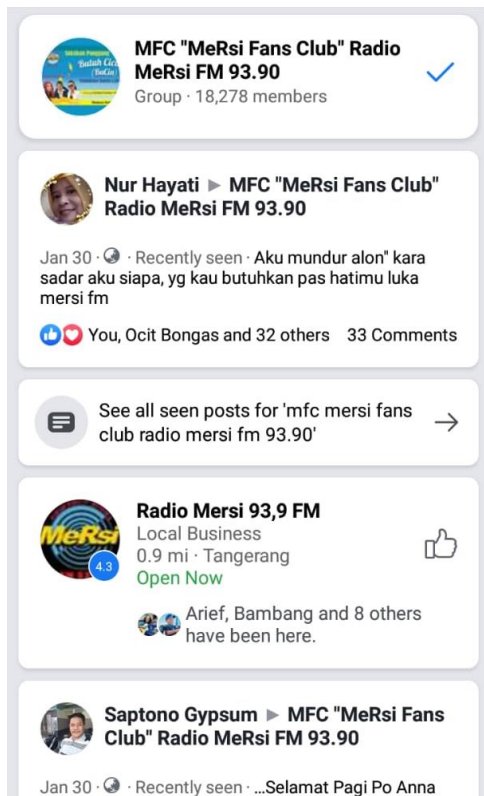 MFC "MeRsi Fans Club" Radio
MeRsi FM 93.90
Group · 18,278 members
Nur Hayati ▶ MFC "MeRsi Fans Club"
Radio MeRsi FM 93.90
Jan 30 · Recently seen · Aku mundur alon" kara
sadar aku siapa, yg kau butuhkan pas hatimu luka
mersi fm
You, Ocit Bongas and 32 others 33 Comments
See all seen posts for 'mfc mersi fans
club radio mersi fm 93.90'
MeRsi
4.3
Radio Mersi 93,9 FM
Local Business
0.9 mi · Tangerang
Open Now
Arief, Bambang and 8 others
have been here.
Saptono Gypsum ▶ MFC "MeRsi Fans
Club" Radio MeRsi FM 93.90
Jan 30 · Recently seen · ...Selamat Pagi Po Anna